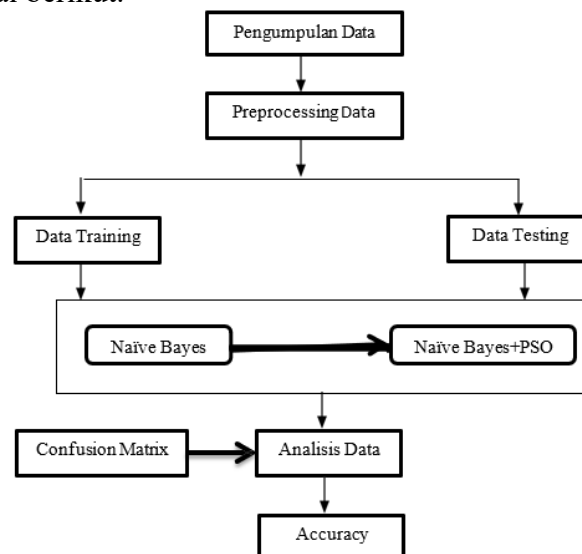 Pengumpulan Data
Preprocessing Data
Data Training
Data Testing
Naïve Bayes
Naïve Bayes+PSO
Confusion Matrix
Analisis Data
Accuracy